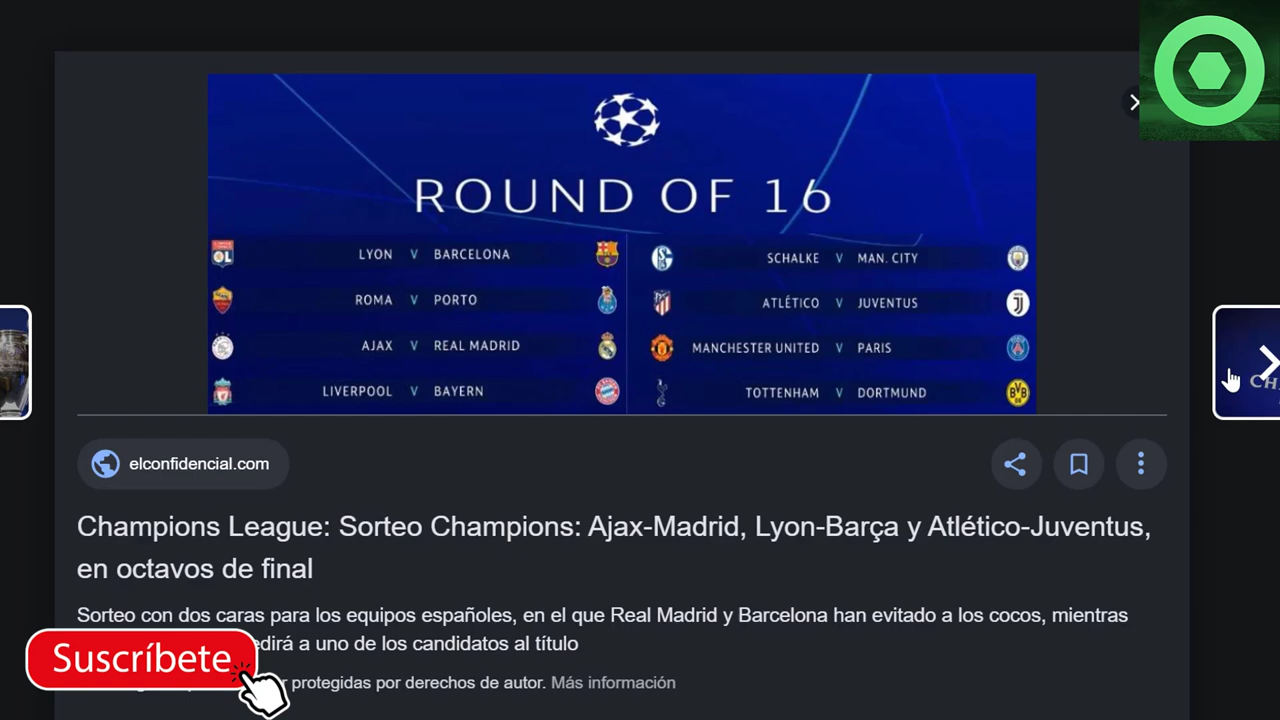 ROUND OF 16
LYON V BARCELONA
ROMA V PORTO
AJAX V REAL MADRID
LIVERPOOL V BAYERN
SCHALKE V MAN. CITY
ATLÉTICO V JUVENTUS
MANCHESTER UNITED V PARIS
TOTTENHAM V DORTMUND
CH
elconfidencial.com
Champions League: Sorteo Champions: Ajax-Madrid, Lyon-Barça y Atlético-Juventus,
en octavos de final
Sorteo con dos caras para los equipos españoles, en el que Real Madrid y Barcelona han evitado a los cocos, mientras
edirá a uno de los candidatos al título
protegidas por derechos de autor. Más información
Suscríbete